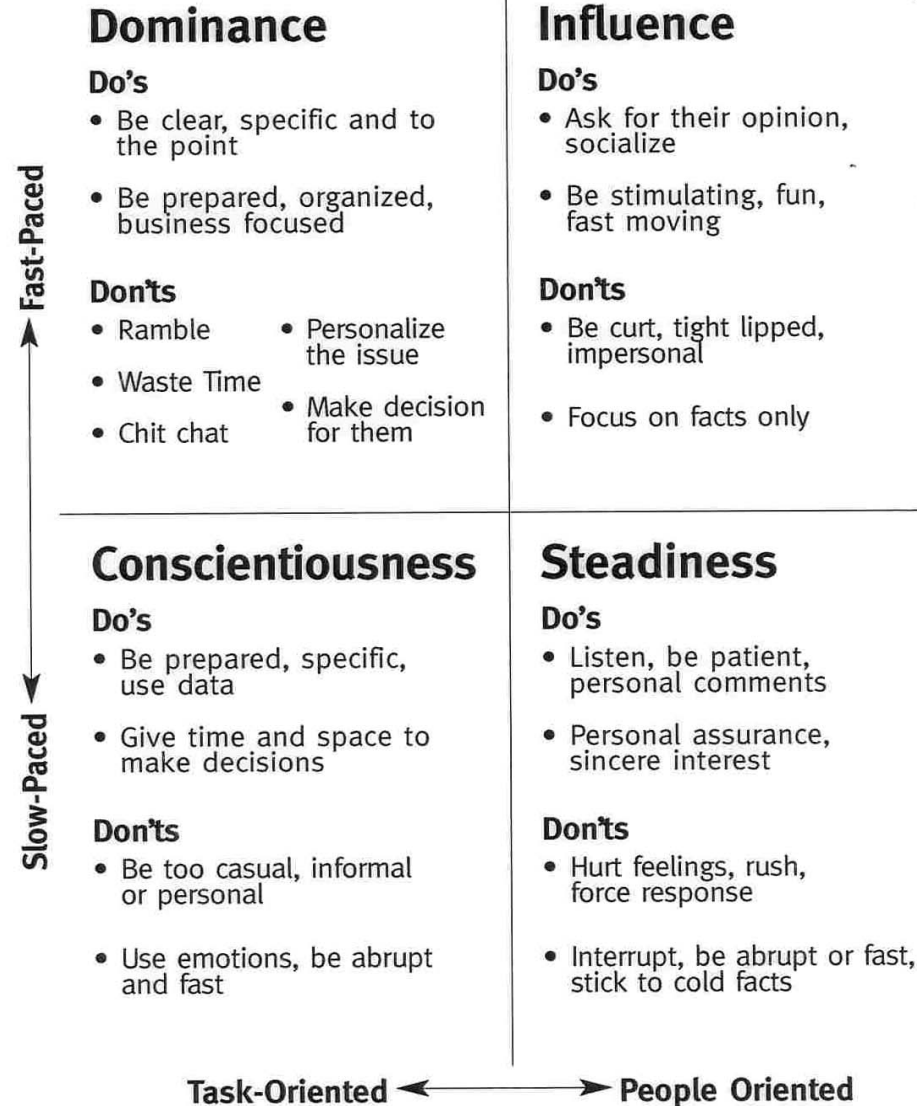 Dominance
Do's
• Be clear, specific and to
the point
• Be prepared, organized,
business focused
Don'ts
• Ramble
• Waste Time
• Chit chat
• Personalize
the issue
• Make decision
for them
Influence
Do's
• Ask for their opinion,
socialize
• Be stimulating, fun,
fast moving
Don'ts
• Be curt, tight lipped,
impersonal
• Focus on facts only
Fast-Paced
Slow-Paced
Conscientiousness
Do's
• Be prepared, specific,
use data
• Give time and space to
make decisions
Don'ts
• Be too casual, informal
or personal
• Use emotions, be abrupt
and fast
Steadiness
Do's
• Listen, be patient,
personal comments
• Personal assurance,
sincere interest
Don'ts
• Hurt feelings, rush,
force response
• Interrupt, be abrupt or fast,
stick to cold facts
Task-Oriented
People Oriented